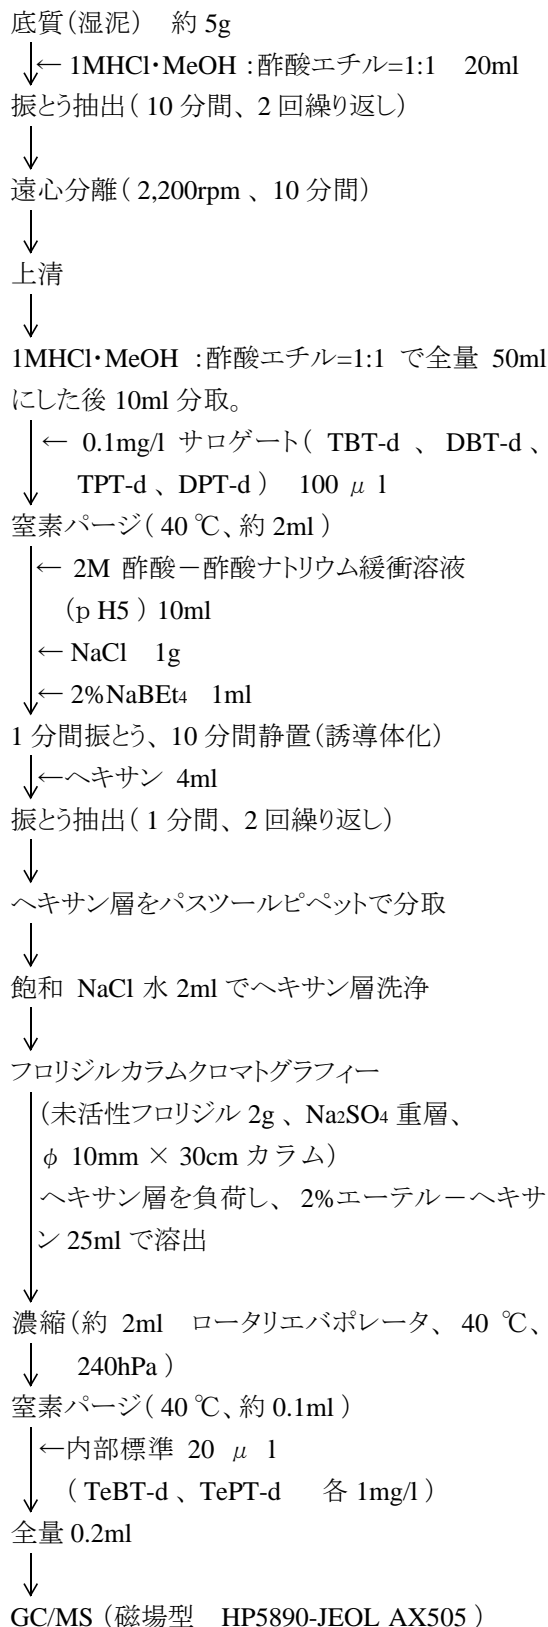 底質(湿泥)　約 5g
← 1MHCl・MeOH :酢酸エチル=1:1　20ml
振とう抽出( 10 分間、2 回繰り返し)
↓
遠心分離( 2,200rpm 、 10 分間)
↓
上清
↓
1MHCl・MeOH :酢酸エチル=1:1 で全量 50ml
にした後 10ml 分取。
← 0.1mg/l サロゲート( TBT-d 、 DBT-d 、
TPT-d 、 DPT-d )　100 μ l
窒素パージ( 40 ℃、約 2ml )
← 2M 酢酸－酢酸ナトリウム緩衝溶液
(p H5 ) 10ml
← NaCl　1g
← 2%NaBEt4　1ml
1 分間振とう、 10 分間静置(誘導体化)
←ヘキサン 4ml
振とう抽出( 1 分間、 2 回繰り返し)
↓
ヘキサン層をパスツールピペットで分取
↓
飽和 NaCl 水 2ml でヘキサン層洗浄
↓
フロリジルカラムクロマトグラフィー
(未活性フロリジル 2g 、 Na2SO4 重層、
φ 10mm × 30cm カラム)
ヘキサン層を負荷し、 2%エーテル－ヘキサ
ン 25ml で溶出
↓
濃縮(約 2ml　ロータリエバポレータ、 40 ℃、
240hPa )
窒素パージ( 40 ℃、約 0.1ml )
←内部標準 20 μ l
( TeBT-d 、 TePT-d　各 1mg/l )
全量 0.2ml
↓
GC/MS (磁場型　HP5890-JEOL AX505 )